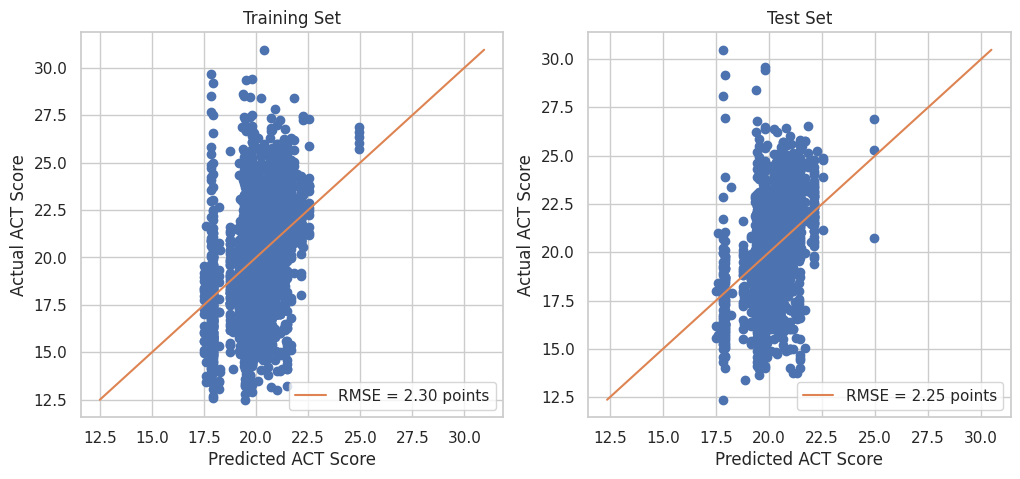 Training Set
Actual ACT Score
30.0
27.5
25.0
22.5
20.0
17.5
15.0
12.5
RMSE = 2.30 points
12.5 15.0 17.5 20.0 22.5 25.0 27.5 30.0
Predicted ACT Score
Test Set
Actual ACT Score
30.0
27.5
25.0
22.5
20.0
17.5
15.0
12.5
RMSE = 2.25 points
12.5 15.0 17.5 20.0 22.5 25.0 27.5 30.0
Predicted ACT Score